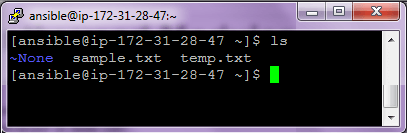 ansible@ip-172-31-28-47:~
[ansible@ip-172-31-28-47 ~]$ ls
~None  sample.txt  temp.txt
[ansible@ip-172-31-28-47 ~]$